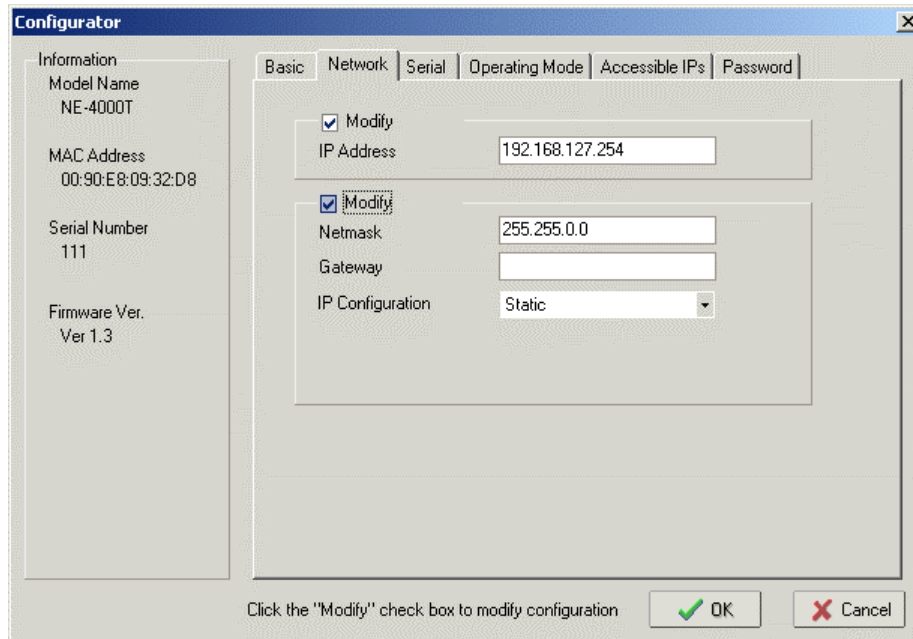 Configurator
Information
Model Name
NE-4000T
MAC Address
00:90:E8:09:32:D8
Serial Number
111
Firmware Ver.
Ver 1.3
Basic Network Serial Operating Mode Accessible IPs Password
Modify
IP Address 192.168.127.254
Modify
Netmask 255.255.0.0
Gateway
IP Configuration Static
Click the "Modify" check box to modify configuration OK Cancel